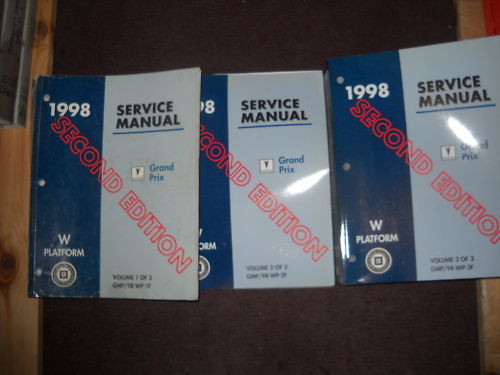 1998
SERVICE
MANUAL
SECOND EDITION
Grand
Prix
W
PLATFORM
VOLUME 1 OF 3
GMP/98-WP-1F
98
SERVICE
MANUAL
SECOND EDITION
Grand
Prix
W
PLATFORM
VOLUME 2 OF 3
GMP/98-WP-2F
1998
SERVICE
MANUAL
SECOND EDITION
Grand
Prix
W
PLATFORM
VOLUME 3 OF 3
GMP/98-WP-3F